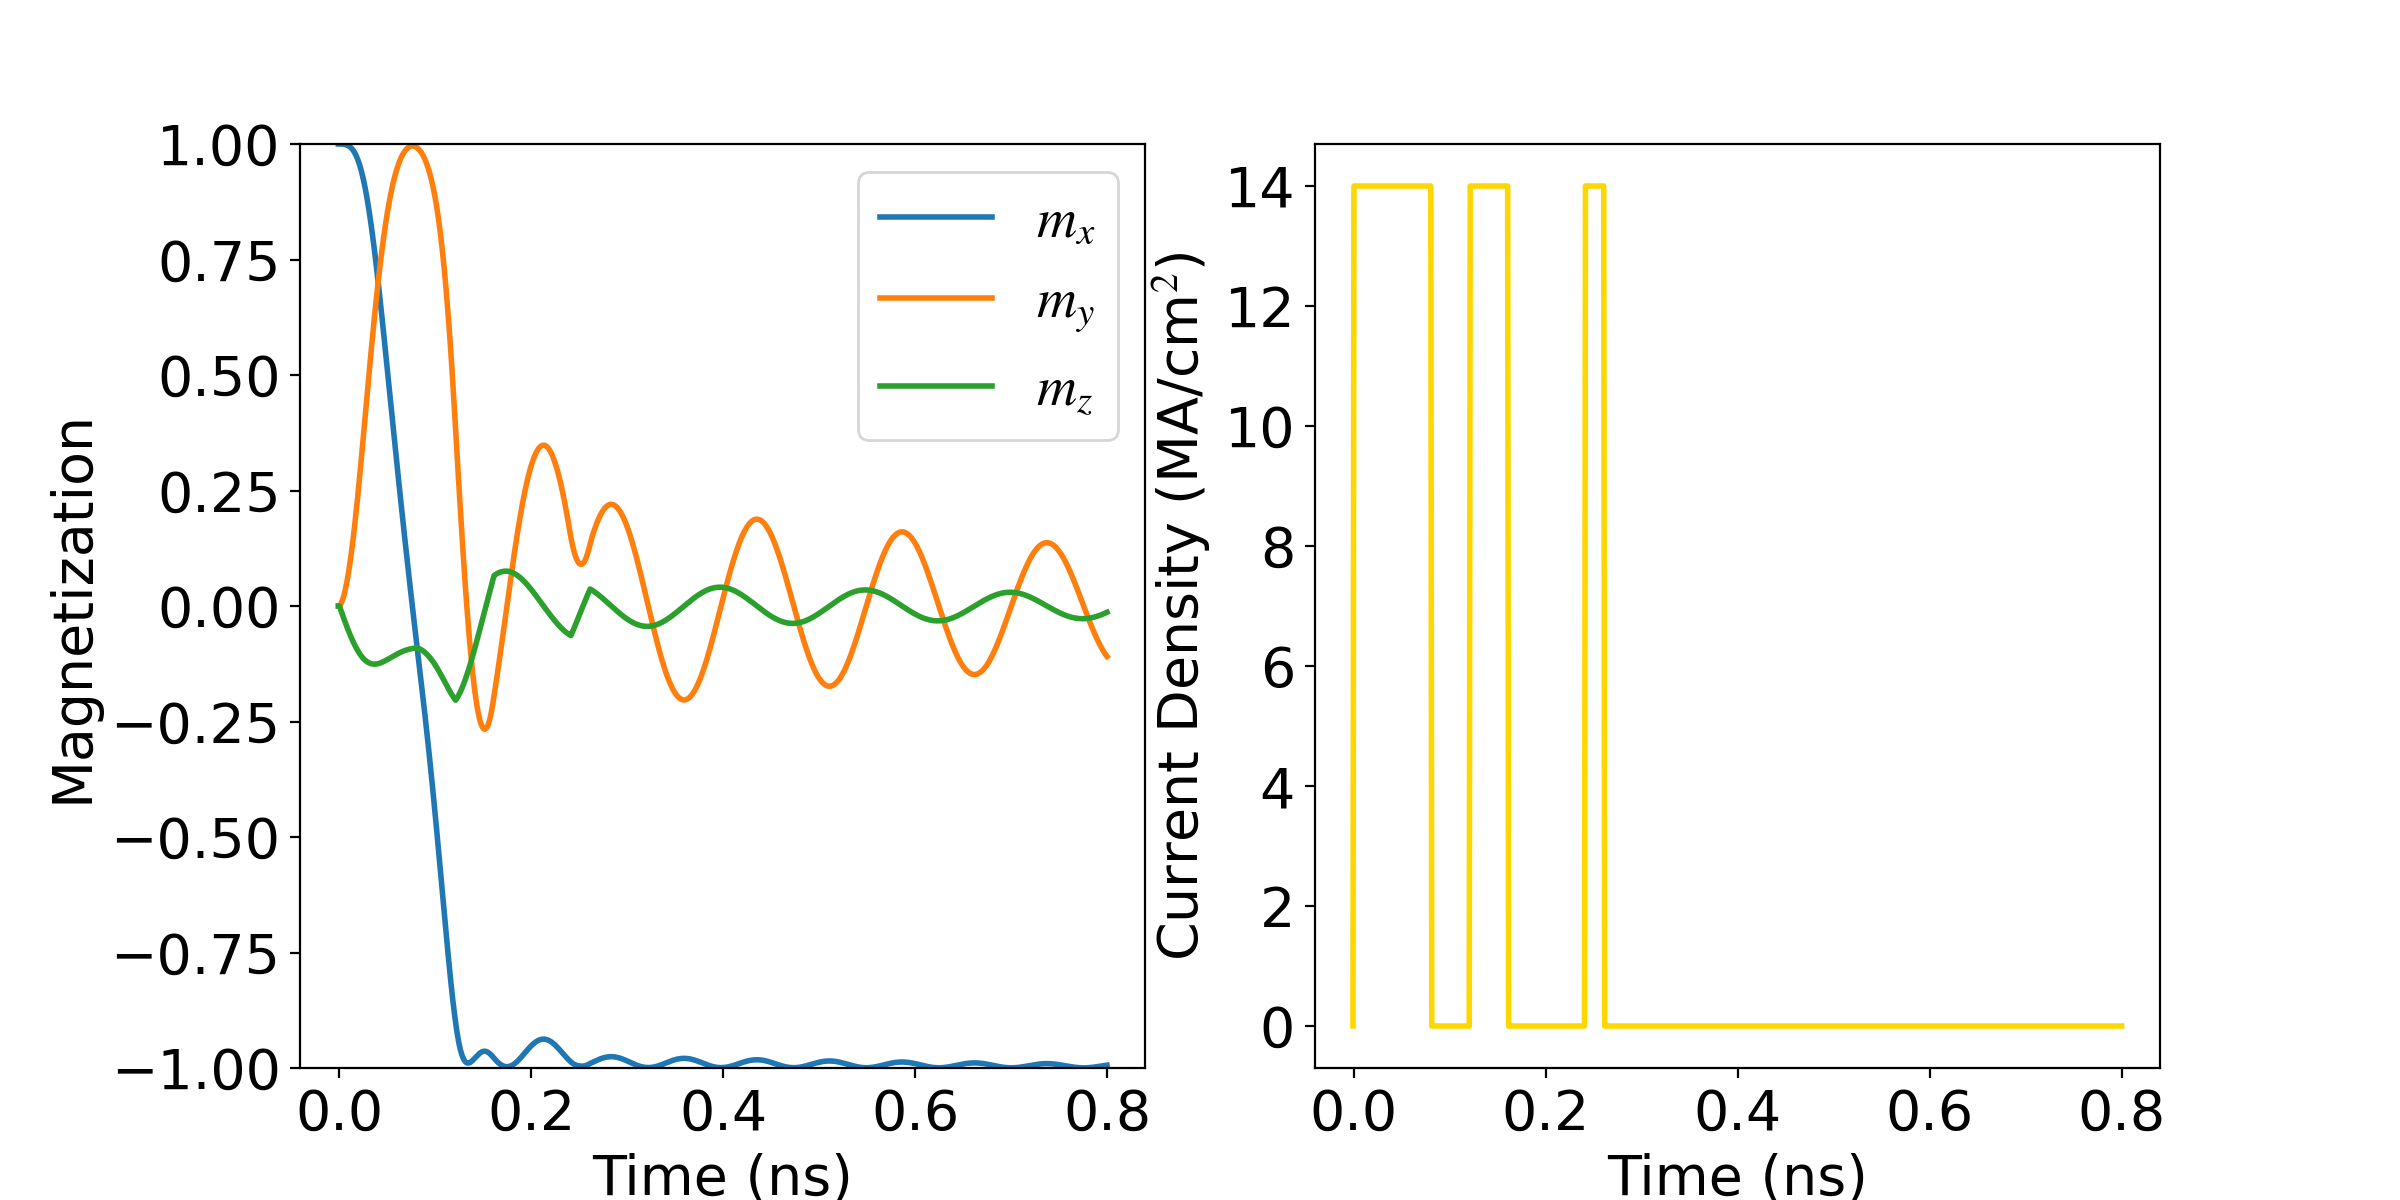 1.00
0.75
0.50
0.25
0.00
−0.25
−0.50
−0.75
−1.00
Magnetization
0.0 0.2 0.4 0.6 0.8
Time (ns)
m_x
m_y
m_z
14
12
10
8
6
4
2
0
Current Density (MA/cm²)
0.0 0.2 0.4 0.6 0.8
Time (ns)